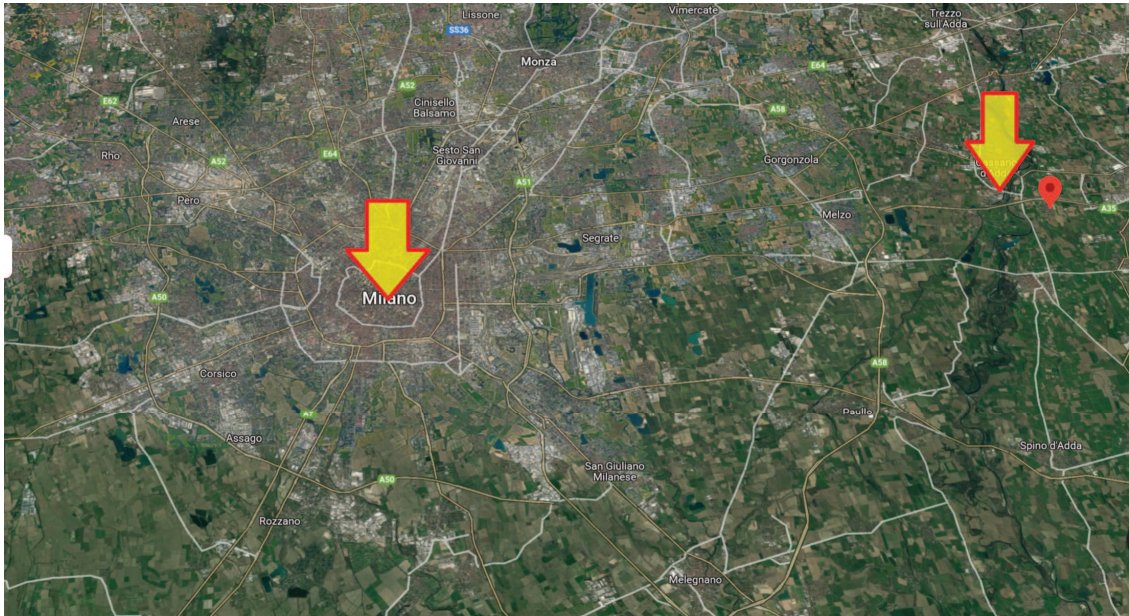 Lissone
Vimercate
Trezzo
sull'Adda
SS36
Monza
E64
A52
Cinisello
Balsamo
E62
A58
Arese
E64
Sesto San
Giovanni
Rho
A52
Gorgonzola
Cassano
d'Adda
A51
Pero
A35
Melzo
Segrate
Milano
A50
A58
Corsico
A7
Paullo
Assago
Spino d'Adda
San Giuliano
Milanese
A50
Rozzano
Melegnano